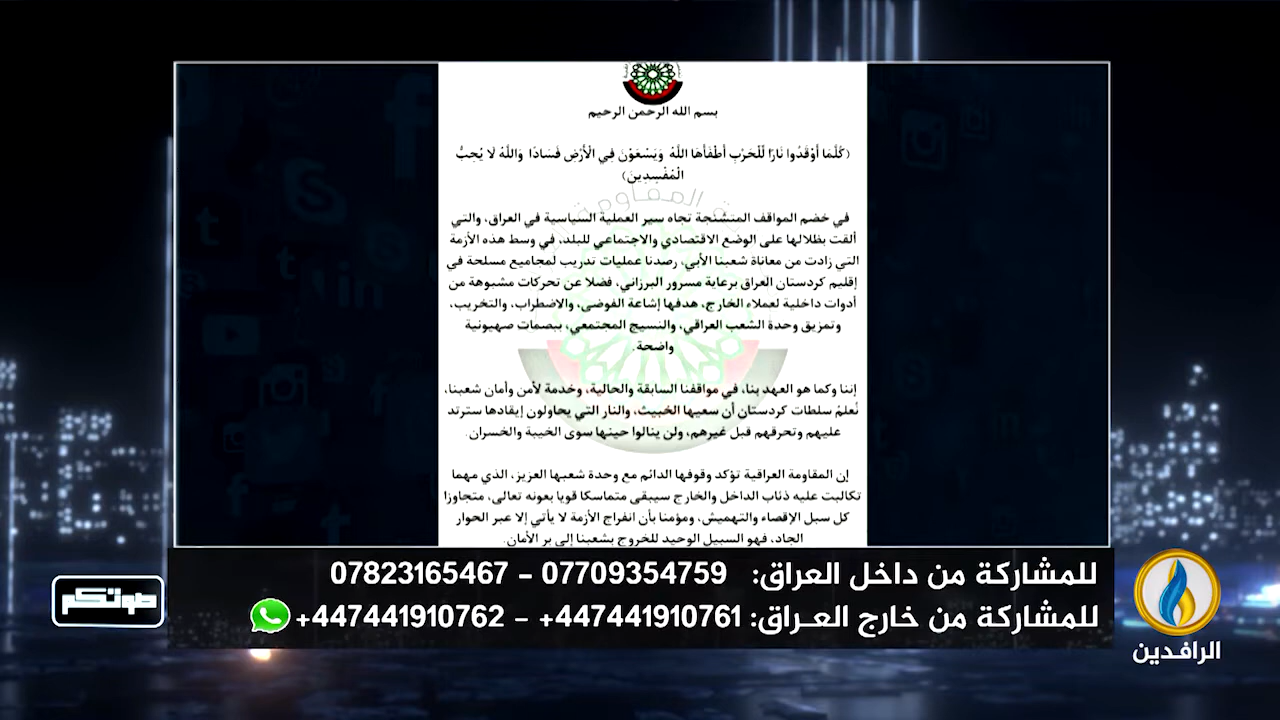 بسم الله الرحمن الرحيم
(كُلَّمَا أَوْقَدُوا نَارًا لِّلْحَرْبِ أَطْفَأَهَا اللَّهُ وَيَسْعَوْنَ فِي الْأَرْضِ فَسَادًا وَاللَّهُ لَا يُحِبُّ
الْمُفْسِدِينَ)
في خضم المواقف المتشنجة تجاه سير العملية السياسية في العراق، والتي
ألقت بظلالها على الوضع الاقتصادي والاجتماعي للبلد، في وسط هذه الأزمة
التي زادت من معاناة شعبنا الأبي، رصدنا عمليات تدريب لمجاميع مسلحة في
إقليم كردستان العراق برعاية مسرور البرزاني، فضلا عن تحركات مشبوهة من
أدوات داخلية لعملاء الخارج، هدفها إشاعة الفوضى، والاضطراب، والتخريب،
وتمزيق وحدة الشعب العراقي، والنسيج المجتمعي، ببصمات صهيونية
واضحة.
إننا وكما هو العهد بنا، في مواقفنا السابقة والحالية، وخدمة لأمن وأمان شعبنا،
نُعلمُ سلطات كردستان أن سعيها الخبيث، والنار التي يحاولون إيقادها سترتد
عليهم وتحرقهم قبل غيرهم، ولن ينالوا حينها سوى الخيبة والخسران.
إن المقاومة العراقية تؤكد وقوفها الدائم مع وحدة شعبها العزيز، الذي مهما
تكالبت عليه ذئاب الداخل والخارج سيبقى متماسكا قويا بعونه تعالى، متجاوزا
كل سبل الإقصاء والتهميش، ومؤمنا بأن انفراج الأزمة لا يأتي إلا عبر الحوار
الجاد، فهو السبيل الوحيد للخروج بشعبنا إلى بر الأمان.
للمشاركة من داخل العراق: 07709354759 - 07823165467
للمشاركة من خارج العـراق: 447441910761+ - 447441910762+
صوتكم
الرافدين